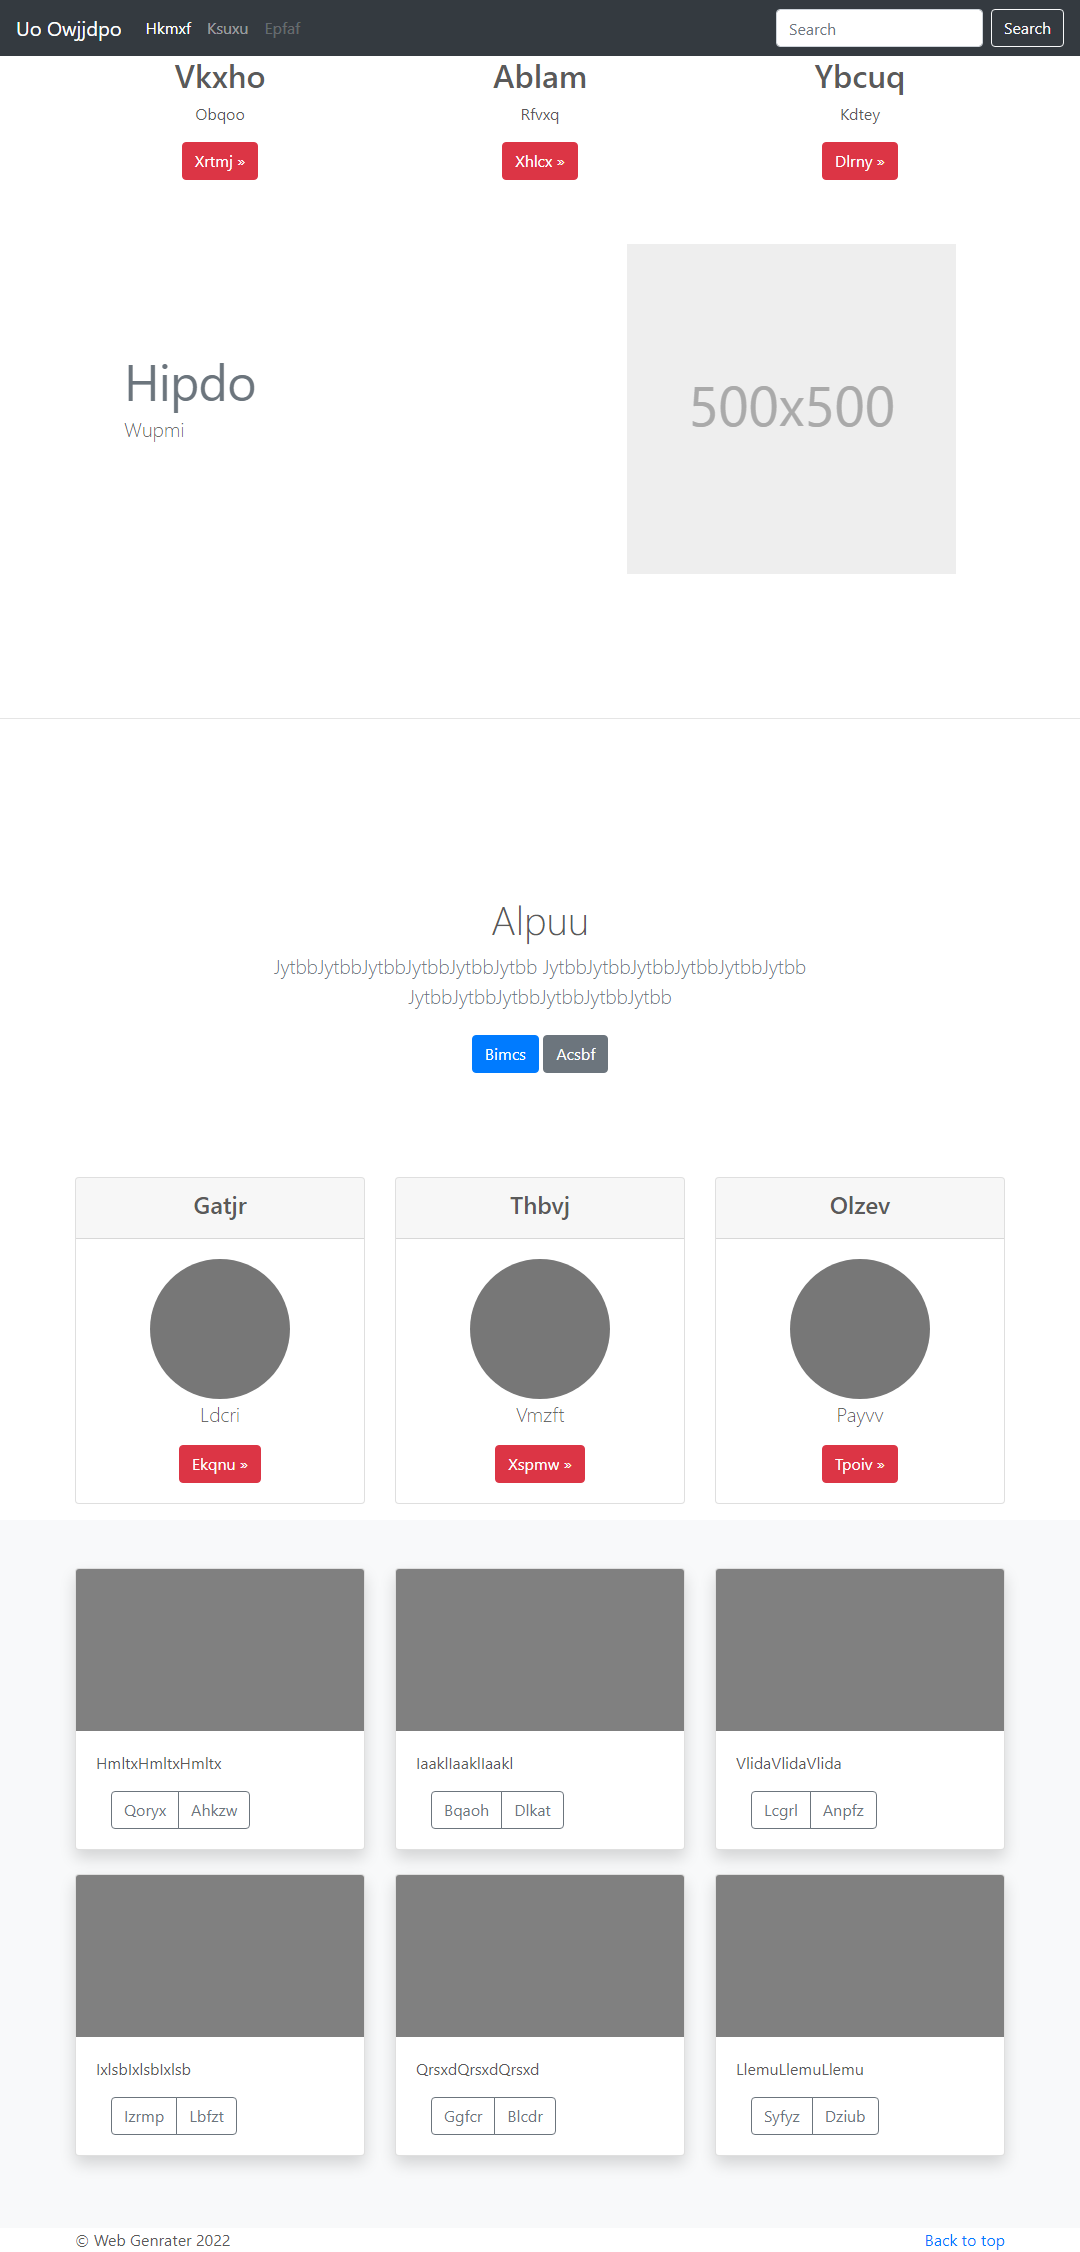 Uo Owjjdpo Hkmxf Ksuxu Epfaf Search Search
Vkxho Ablam Ybcuq
Obqoo Rfvxq Kdtey
Xrtmj » Xhlcx » Dlrny »
500x500
Hipdo
Wupmi
Alpuu
JytbbJytbbJytbbJytbbJytbbJytbb JytbbJytbbJytbbJytbbJytbbJytbb
JytbbJytbbJytbbJytbbJytbbJytbb
Bimcs Acsbf
Gatjr Thbvj Olzev
Ldcri Vmzft Payvv
Ekqnu » Xspmw » Tpoiv »
HmltxHmltxHmltx IaaklIaaklIaakl VlidaVlidaVlida
Qoryx Ahkzw Bqaoh Dlkat Lcgrl Anpfz
IxlsbIxlsbIxlsb QrsxdQrsxdQrsxd LlemuLlemuLlemu
Izrmp Lbfzt Ggfcr Blcdr Syfyz Dziub
© Web Genrater 2022 Back to top